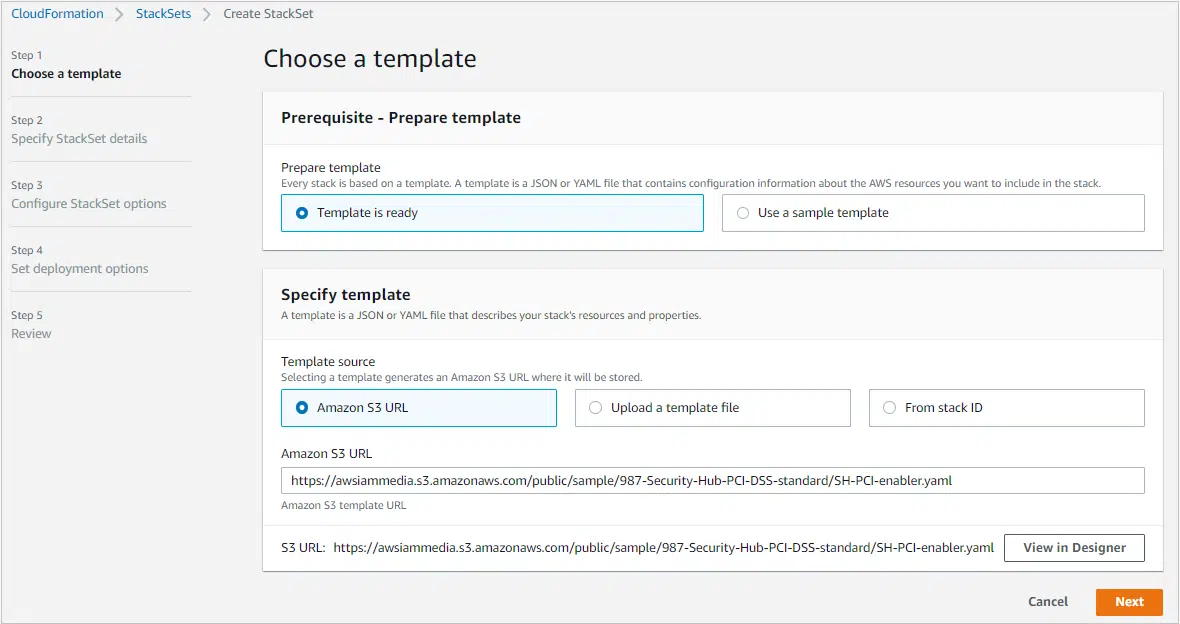 CloudFormation > StackSets > Create StackSet
Step 1
Choose a template
Step 2
Specify StackSet details
Step 3
Configure StackSet options
Step 4
Set deployment options
Step 5
Review
Choose a template
Prerequisite - Prepare template
Prepare template
Every stack is based on a template. A template is a JSON or YAML file that contains configuration information about the AWS resources you want to include in the stack.
Template is ready
Use a sample template
Specify template
A template is a JSON or YAML file that describes your stack's resources and properties.
Template source
Selecting a template generates an Amazon S3 URL where it will be stored.
Amazon S3 URL
Upload a template file
From stack ID
Amazon S3 URL
https://awsiammedia.s3.amazonaws.com/public/sample/987-Security-Hub-PCI-DSS-standard/SH-PCI-enabler.yaml
Amazon S3 template URL
S3 URL: https://awsiammedia.s3.amazonaws.com/public/sample/987-Security-Hub-PCI-DSS-standard/SH-PCI-enabler.yaml
View in Designer
Cancel
Next